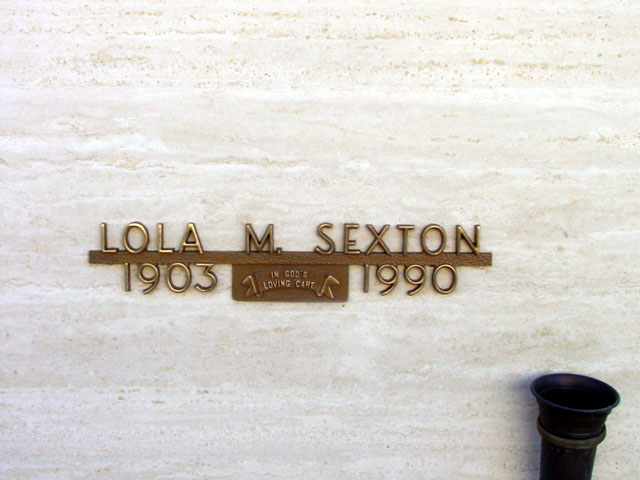 LOLA M. SEXTON
1903 1990
IN GOD'S
LOVING CARE